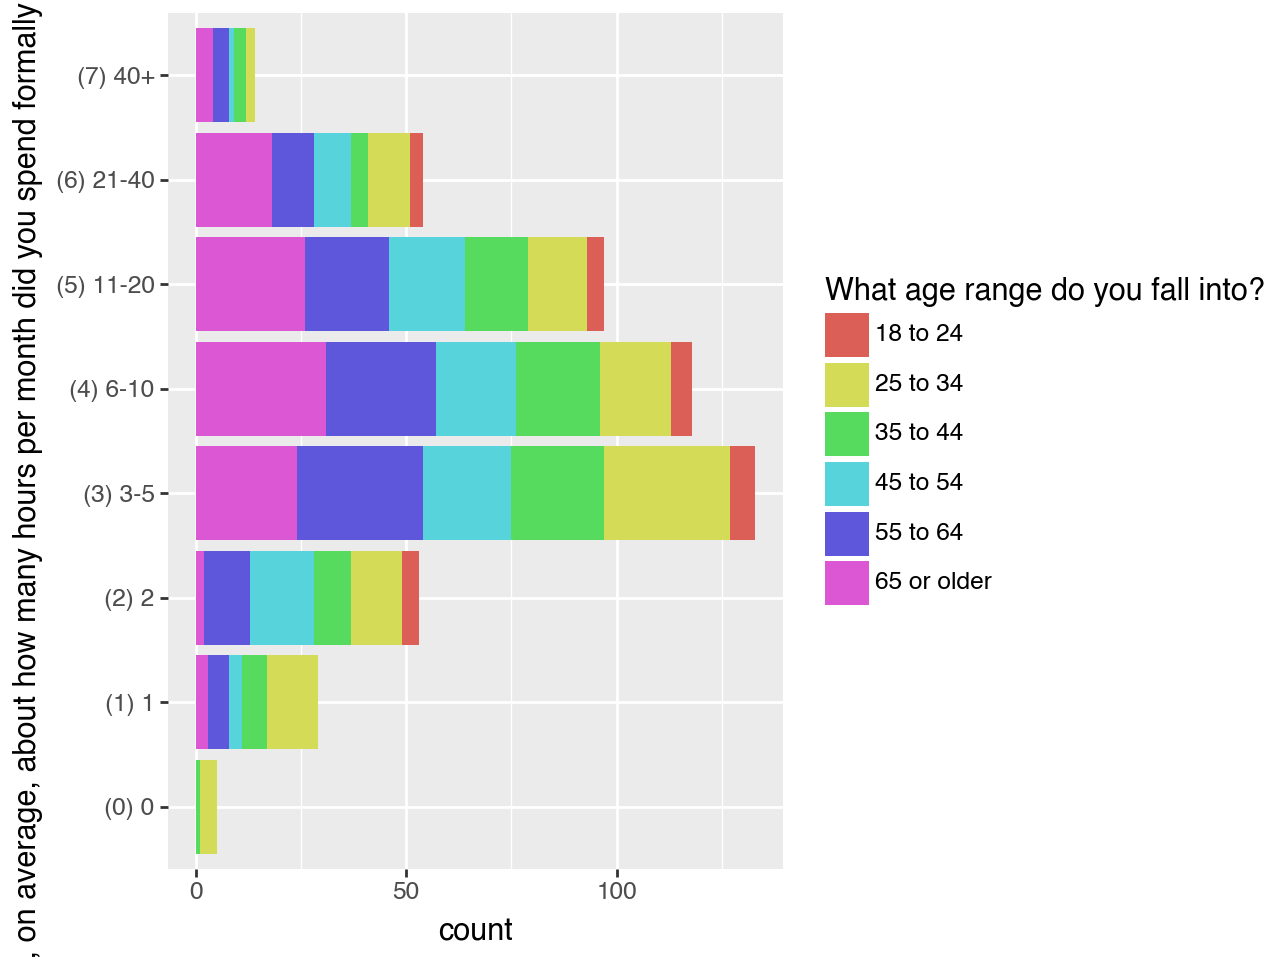 , on average, about how many hours per month did you spend formally
(7) 40+
(6) 21-40
(5) 11-20
(4) 6-10
(3) 3-5
(2) 2
(1) 1
(0) 0
0 50 100
count
What age range do you fall into?
18 to 24
25 to 34
35 to 44
45 to 54
55 to 64
65 or older